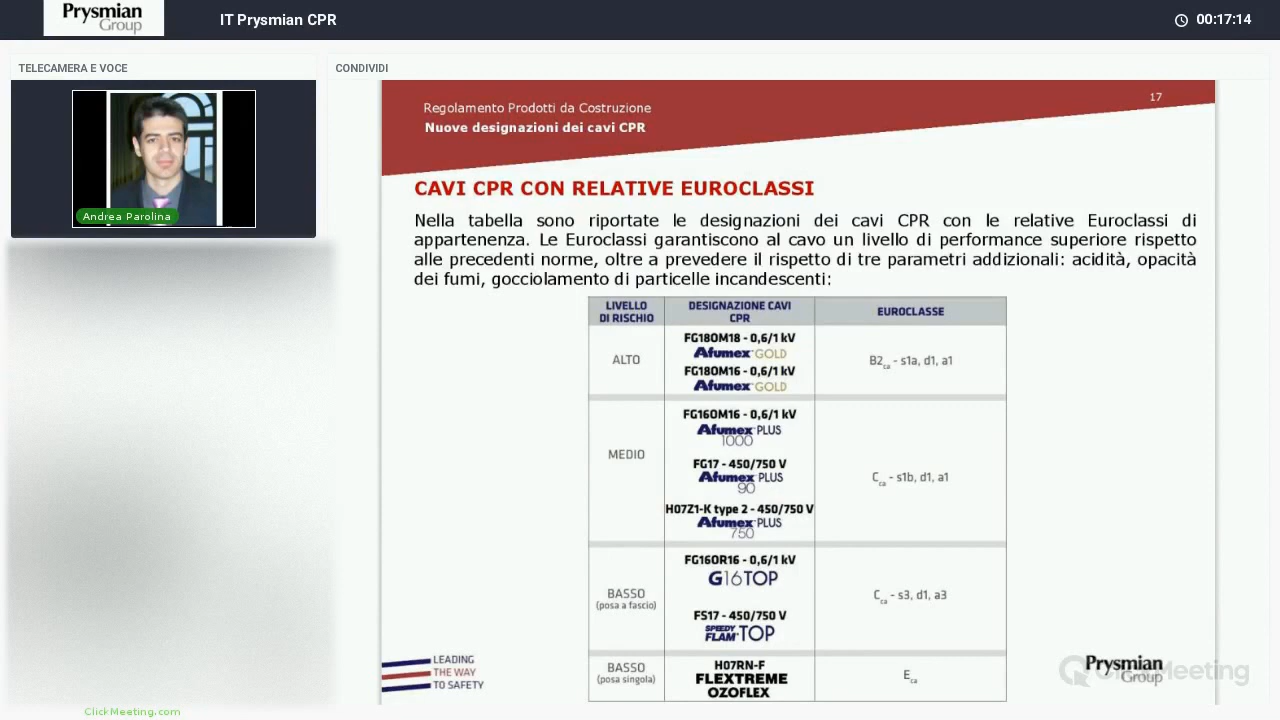 Prysmian
Group
IT Prysmian CPR
00:17:14
TELECAMERA E VOCE
CONDIVIDI
Andrea Parolina
Regolamento Prodotti da Costruzione
Nuove designazioni dei cavi CPR
17
CAVI CPR CON RELATIVE EUROCLASSI
Nella tabella sono riportate le designazioni dei cavi CPR con le relative Euroclassi di
appartenenza. Le Euroclassi garantiscono al cavo un livello di performance superiore rispetto
alle precedenti norme, oltre a prevedere il rispetto di tre parametri addizionali: acidità, opacità
dei fumi, gocciolamento di particelle incandescenti:
LIVELLO
DI RISCHIO
DESIGNAZIONE CAVI
CPR
EUROCLASSE
ALTO
FG18OM18 - 0,6/1 kV
Afumex GOLD
FG18OM16 - 0,6/1 kV
Afumex GOLD
B2ca - s1a, d1, a1
MEDIO
FG16OM16 - 0,6/1 kV
Afumex PLUS
1000
FG17 - 450/750 V
Afumex PLUS
90
H07Z1-K type 2 - 450/750 V
Afumex PLUS
750
Cca - s1b, d1, a1
BASSO
(posa a fascio)
FG16OR16 - 0,6/1 kV
G16TOP
FS17 - 450/750 V
SPEEDY
FLAM TOP
Cca - s3, d1, a3
BASSO
(posa singola)
H07RN-F
FLEXTREME
OZOFLEX
Eca
LEADING
THE WAY
TO SAFETY
Prysmian
Group
ClickMeeting.com